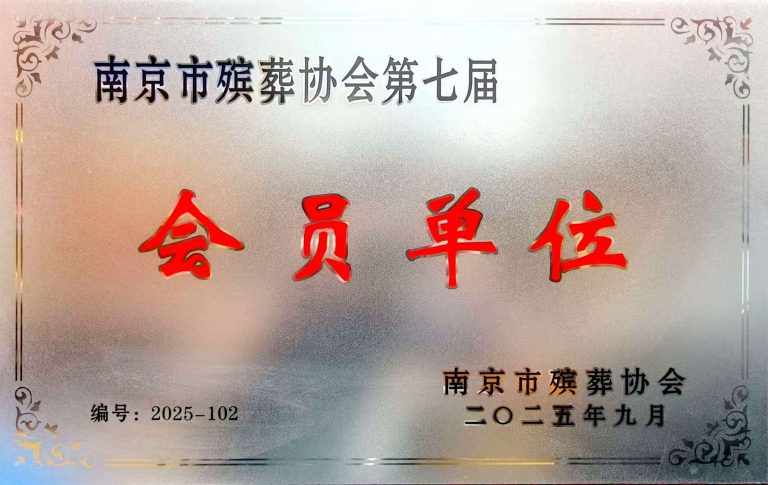 南京市殡葬协会第七届
会员单位
南京市殡葬协会
编号：2025-102
二〇二五年九月